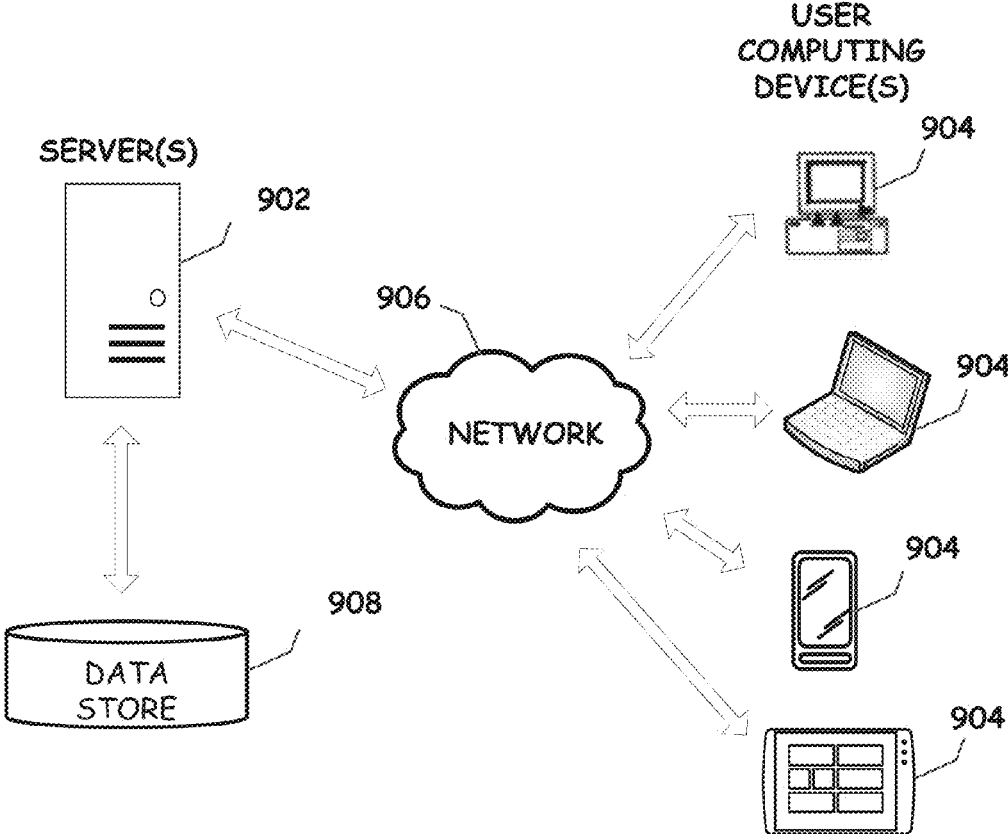 USER
COMPUTING
DEVICE(S)
904
SERVER(S)
902
906
904
NETWORK
904
908
DATA
STORE
904